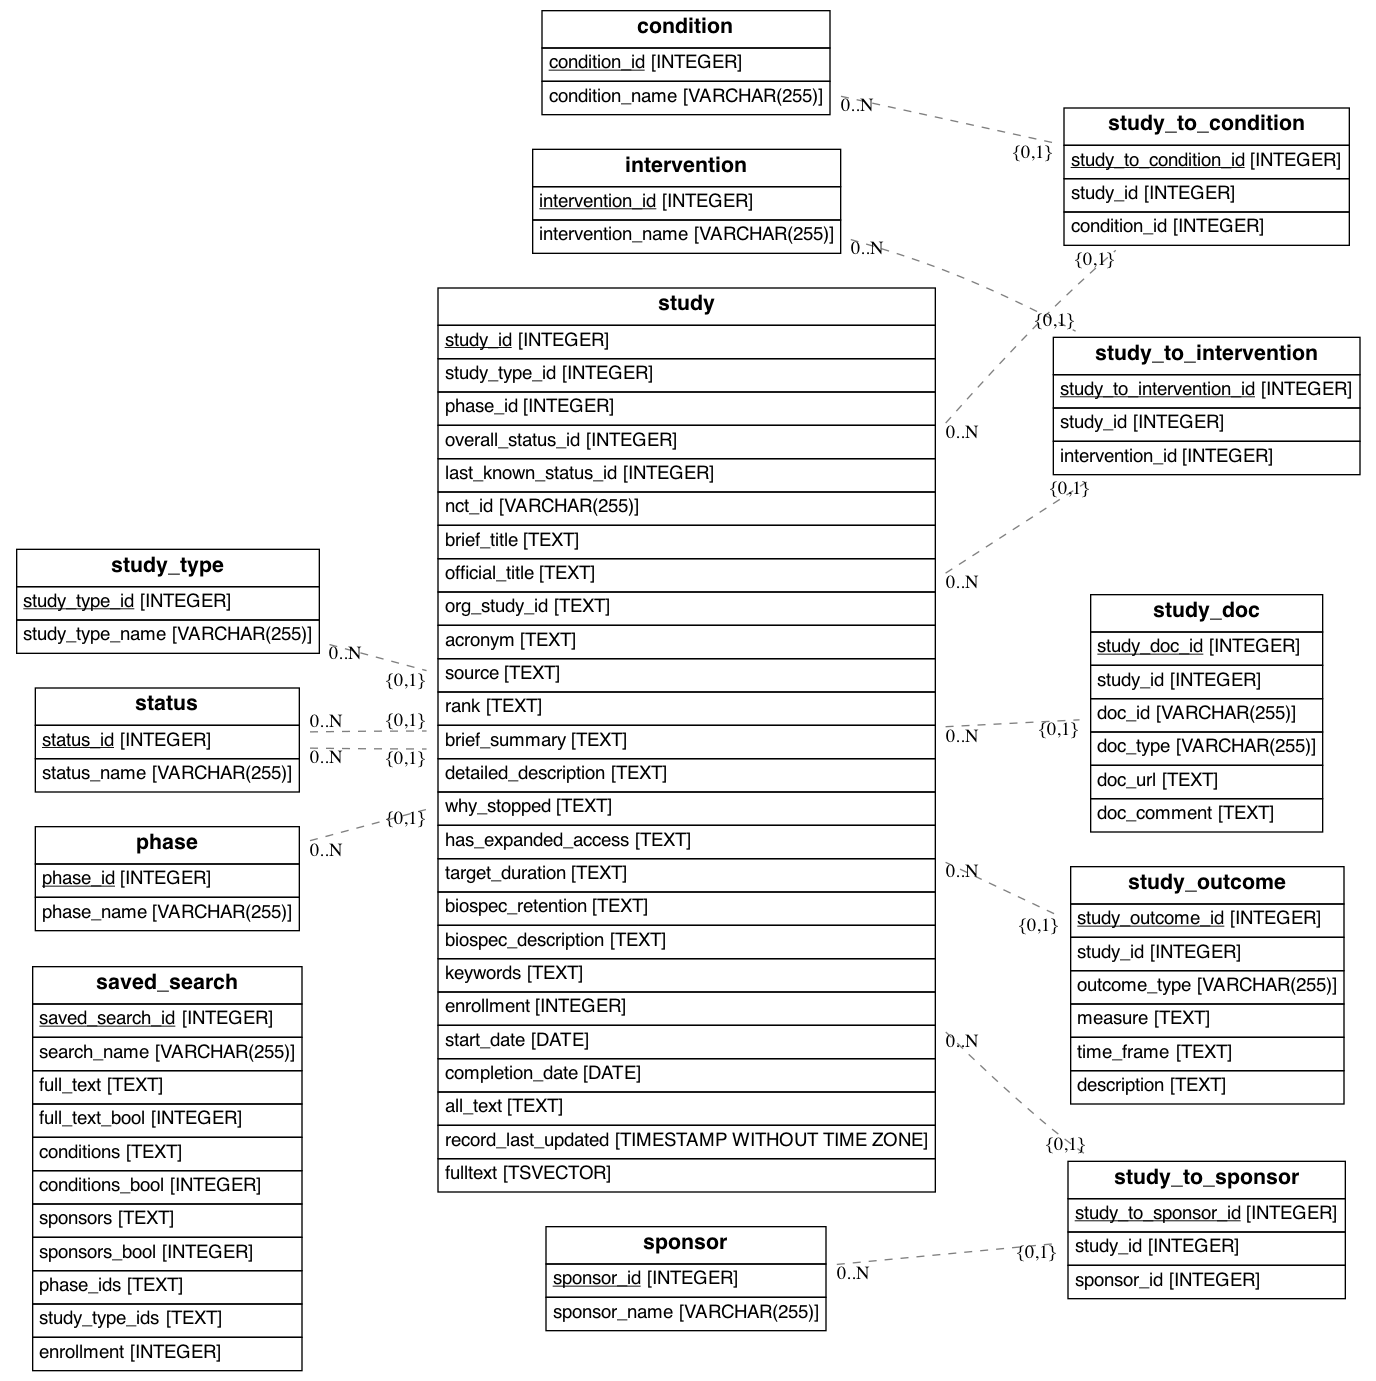 condition
condition_id [INTEGER]
condition_name [VARCHAR(255)]
0..N
{0,1}
study_to_condition
study_to_condition_id [INTEGER]
study_id [INTEGER]
condition_id [INTEGER]
{0,1}
intervention
intervention_id [INTEGER]
intervention_name [VARCHAR(255)]
0..N
{0,1}
study_to_intervention
study_to_intervention_id [INTEGER]
study_id [INTEGER]
intervention_id [INTEGER]
{0,1}
study
study_id [INTEGER]
study_type_id [INTEGER]
phase_id [INTEGER]
overall_status_id [INTEGER]
last_known_status_id [INTEGER]
nct_id [VARCHAR(255)]
brief_title [TEXT]
official_title [TEXT]
org_study_id [TEXT]
acronym [TEXT]
source [TEXT]
rank [TEXT]
brief_summary [TEXT]
detailed_description [TEXT]
why_stopped [TEXT]
has_expanded_access [TEXT]
target_duration [TEXT]
biospec_retention [TEXT]
biospec_description [TEXT]
keywords [TEXT]
enrollment [INTEGER]
start_date [DATE]
completion_date [DATE]
all_text [TEXT]
record_last_updated [TIMESTAMP WITHOUT TIME ZONE]
fulltext [TSVECTOR]
0..N
0..N
0..N
0..N
0..N
study_type
study_type_id [INTEGER]
study_type_name [VARCHAR(255)]
0..N
{0,1}
status
status_id [INTEGER]
status_name [VARCHAR(255)]
0..N
{0,1}
0..N
{0,1}
phase
phase_id [INTEGER]
phase_name [VARCHAR(255)]
0..N
{0,1}
saved_search
saved_search_id [INTEGER]
search_name [VARCHAR(255)]
full_text [TEXT]
full_text_bool [INTEGER]
conditions [TEXT]
conditions_bool [INTEGER]
sponsors [TEXT]
sponsors_bool [INTEGER]
phase_ids [TEXT]
study_type_ids [TEXT]
enrollment [INTEGER]
{0,1}
study_doc
study_doc_id [INTEGER]
study_id [INTEGER]
doc_id [VARCHAR(255)]
doc_type [VARCHAR(255)]
doc_url [TEXT]
doc_comment [TEXT]
{0,1}
study_outcome
study_outcome_id [INTEGER]
study_id [INTEGER]
outcome_type [VARCHAR(255)]
measure [TEXT]
time_frame [TEXT]
description [TEXT]
{0,1}
study_to_sponsor
study_to_sponsor_id [INTEGER]
study_id [INTEGER]
sponsor_id [INTEGER]
sponsor
sponsor_id [INTEGER]
sponsor_name [VARCHAR(255)]
0..N
{0,1}